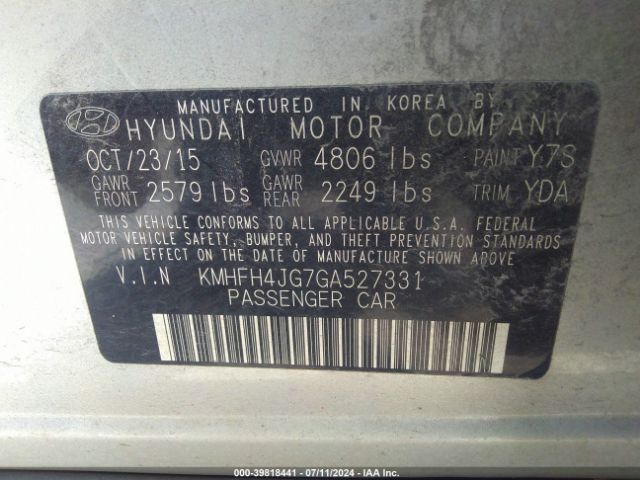 MANUFACTURED IN KOREA BY
HYUNDAI MOTOR COMPANY
OCT/23/15 GVWR 4806 lbs PAINT Y7S
GAWR FRONT 2579 lbs GAWR REAR 2249 lbs TRIM YDA
THIS VEHICLE CONFORMS TO ALL APPLICABLE U.S.A. FEDERAL
MOTOR VEHICLE SAFETY, BUMPER, AND THEFT PREVENTION STANDARDS
IN EFFECT ON THE DATE OF MANUFACTURE SHOWN ABOVE.
V.I.N KMHFH4JG7GA527331
PASSENGER CAR
000-39818441 - 07/11/2024 - IAA Inc.